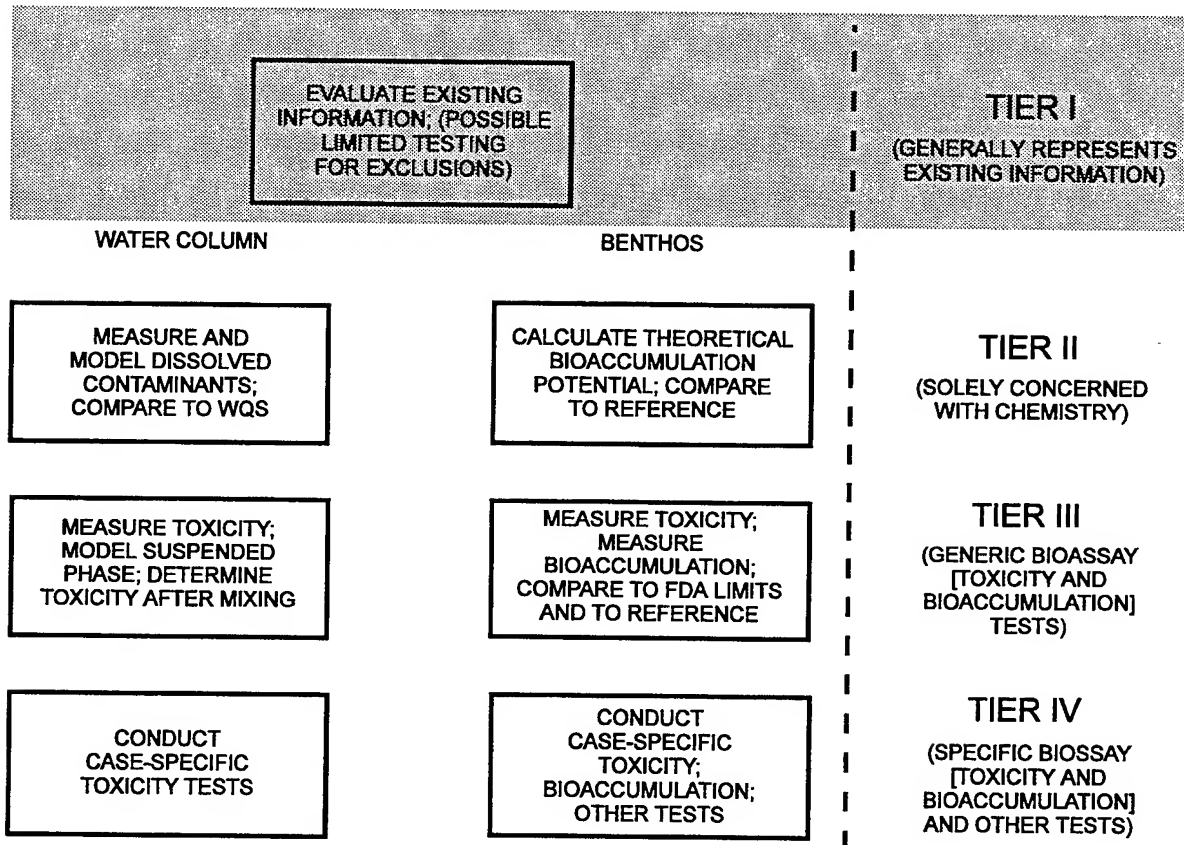 EVALUATE EXISTING
INFORMATION; (POSSIBLE
LIMITED TESTING
FOR EXCLUSIONS)
TIER I
(GENERALLY REPRESENTS
EXISTING INFORMATION)
WATER COLUMN
BENTHOS
MEASURE AND
MODEL DISSOLVED
CONTAMINANTS;
COMPARE TO WQS
CALCULATE THEORETICAL
BIOACCUMULATION
POTENTIAL; COMPARE
TO REFERENCE
TIER II
(SOLELY CONCERNED
WITH CHEMISTRY)
MEASURE TOXICITY;
MODEL SUSPENDED
PHASE; DETERMINE
TOXICITY AFTER MIXING
MEASURE TOXICITY;
MEASURE
BIOACCUMULATION;
COMPARE TO FDA LIMITS
AND TO REFERENCE
TIER III
(GENERIC BIOASSAY
[TOXICITY AND
BIOACCUMULATION]
TESTS)
CONDUCT
CASE-SPECIFIC
TOXICITY TESTS
CONDUCT
CASE-SPECIFIC
TOXICITY;
BIOACCUMULATION;
OTHER TESTS
TIER IV
(SPECIFIC BIOSSAY
[TOXICITY AND
BIOACCUMULATION]
AND OTHER TESTS)